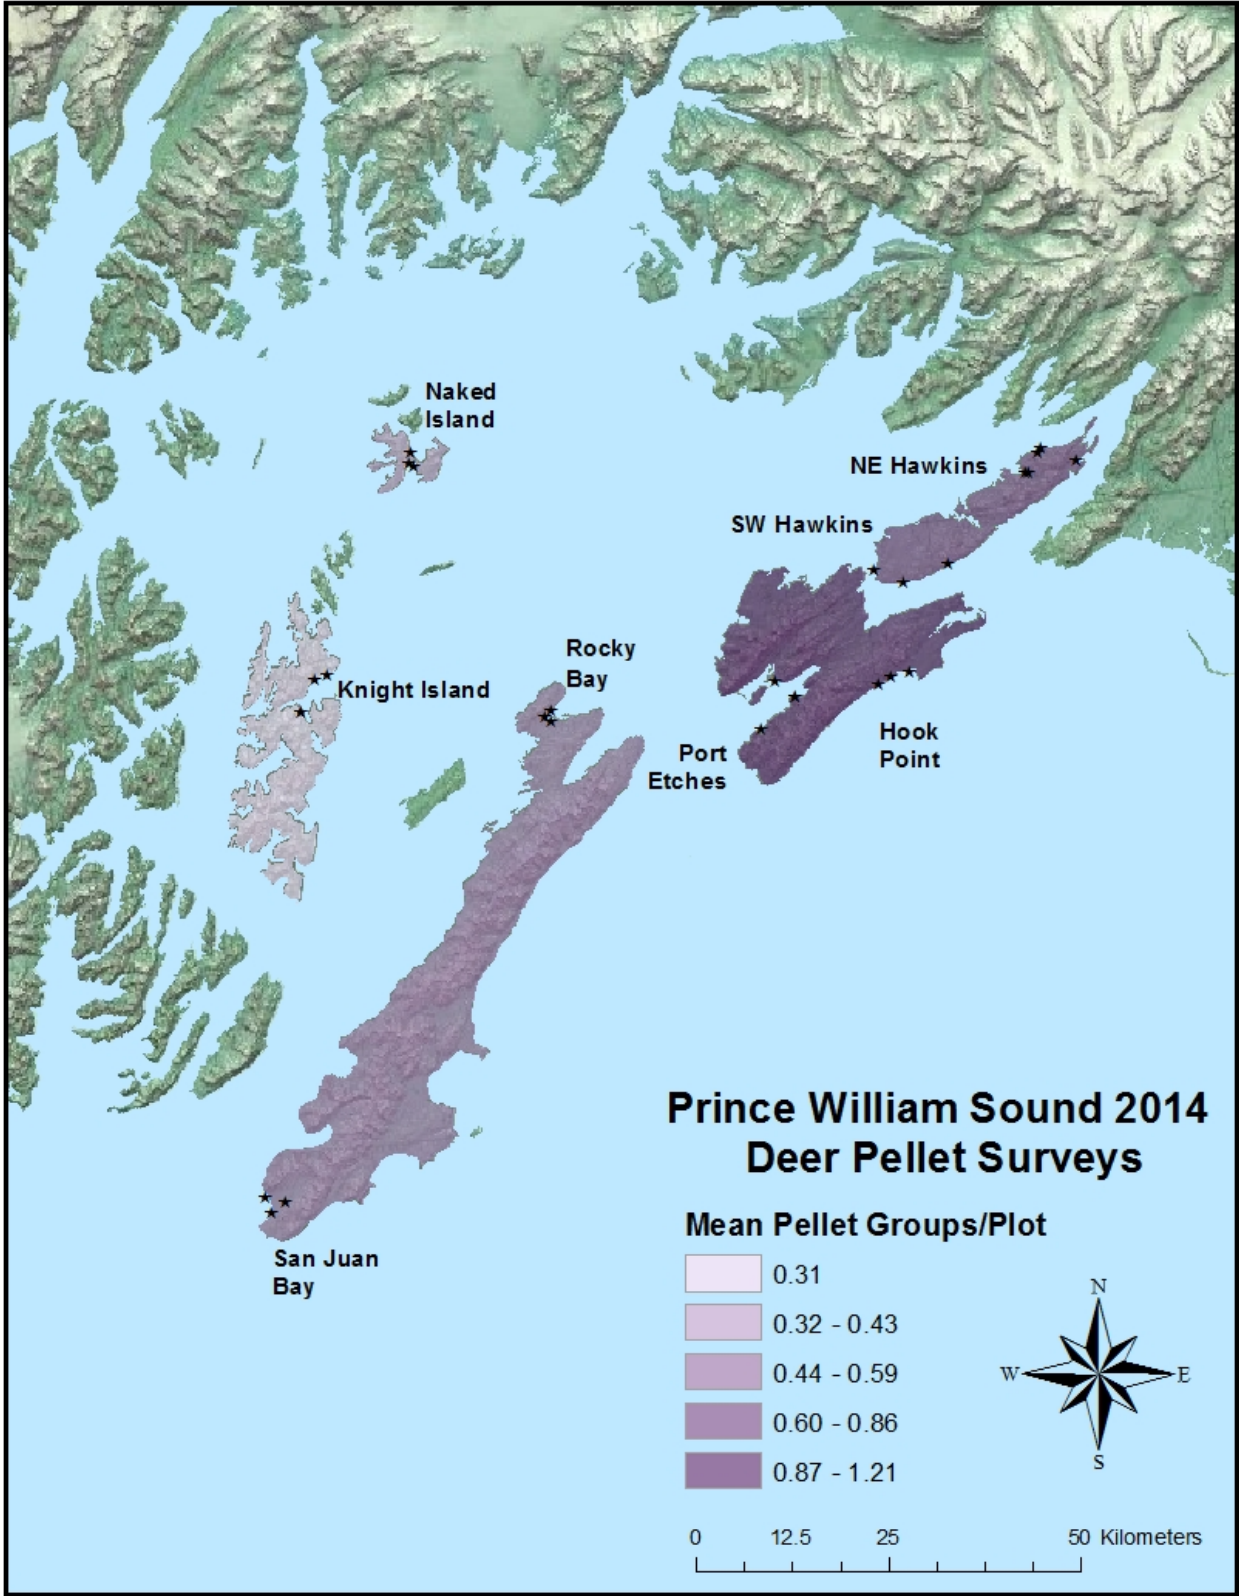 Naked
Island
NE Hawkins
SW Hawkins
Rocky
Bay
Knight Island
Hook
Point
Port
Etches
San Juan
Bay
Prince William Sound 2014
Deer Pellet Surveys
Mean Pellet Groups/Plot
0.31
0.32 - 0.43
0.44 - 0.59
0.60 - 0.86
0.87 - 1.21
N
W E
S
0 12.5 25 50 Kilometers